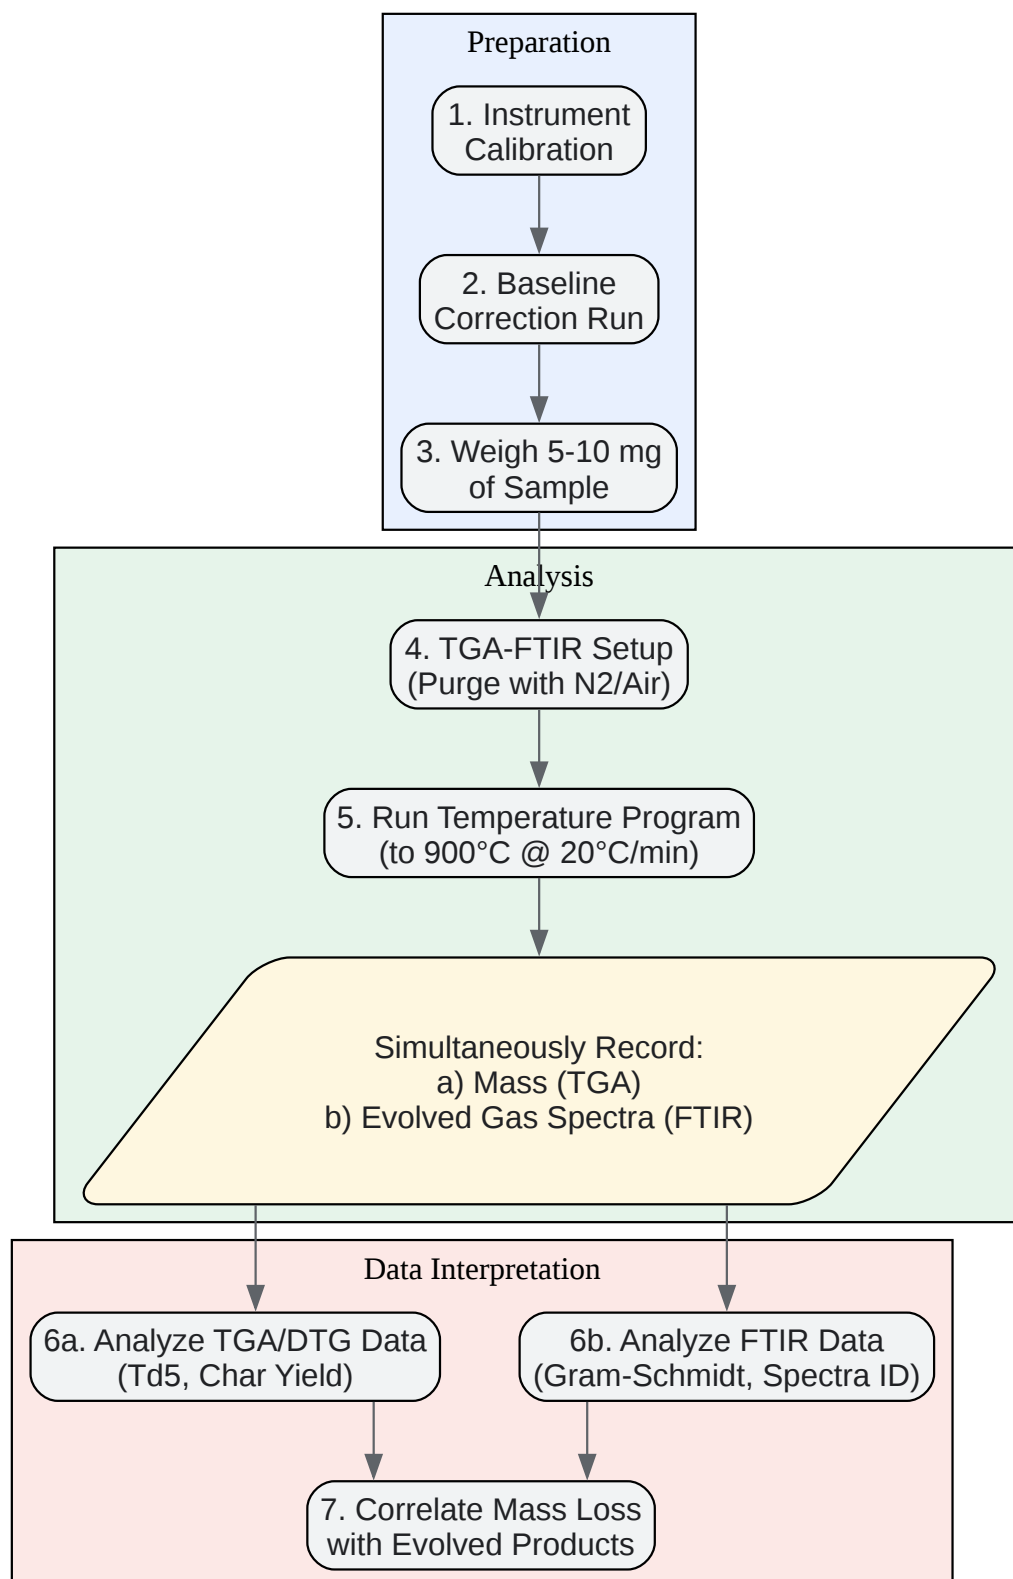 Preparation
1. Instrument
Calibration
2. Baseline
Correction Run
3. Weigh 5-10 mg
of Sample
Analysis
4. TGA-FTIR Setup
(Purge with N2/Air)
5. Run Temperature Program
(to 900°C @ 20°C/min)
Simultaneously Record:
a) Mass (TGA)
b) Evolved Gas Spectra (FTIR)
Data Interpretation
6a. Analyze TGA/DTG Data
(Td5, Char Yield)
6b. Analyze FTIR Data
(Gram-Schmidt, Spectra ID)
7. Correlate Mass Loss
with Evolved Products